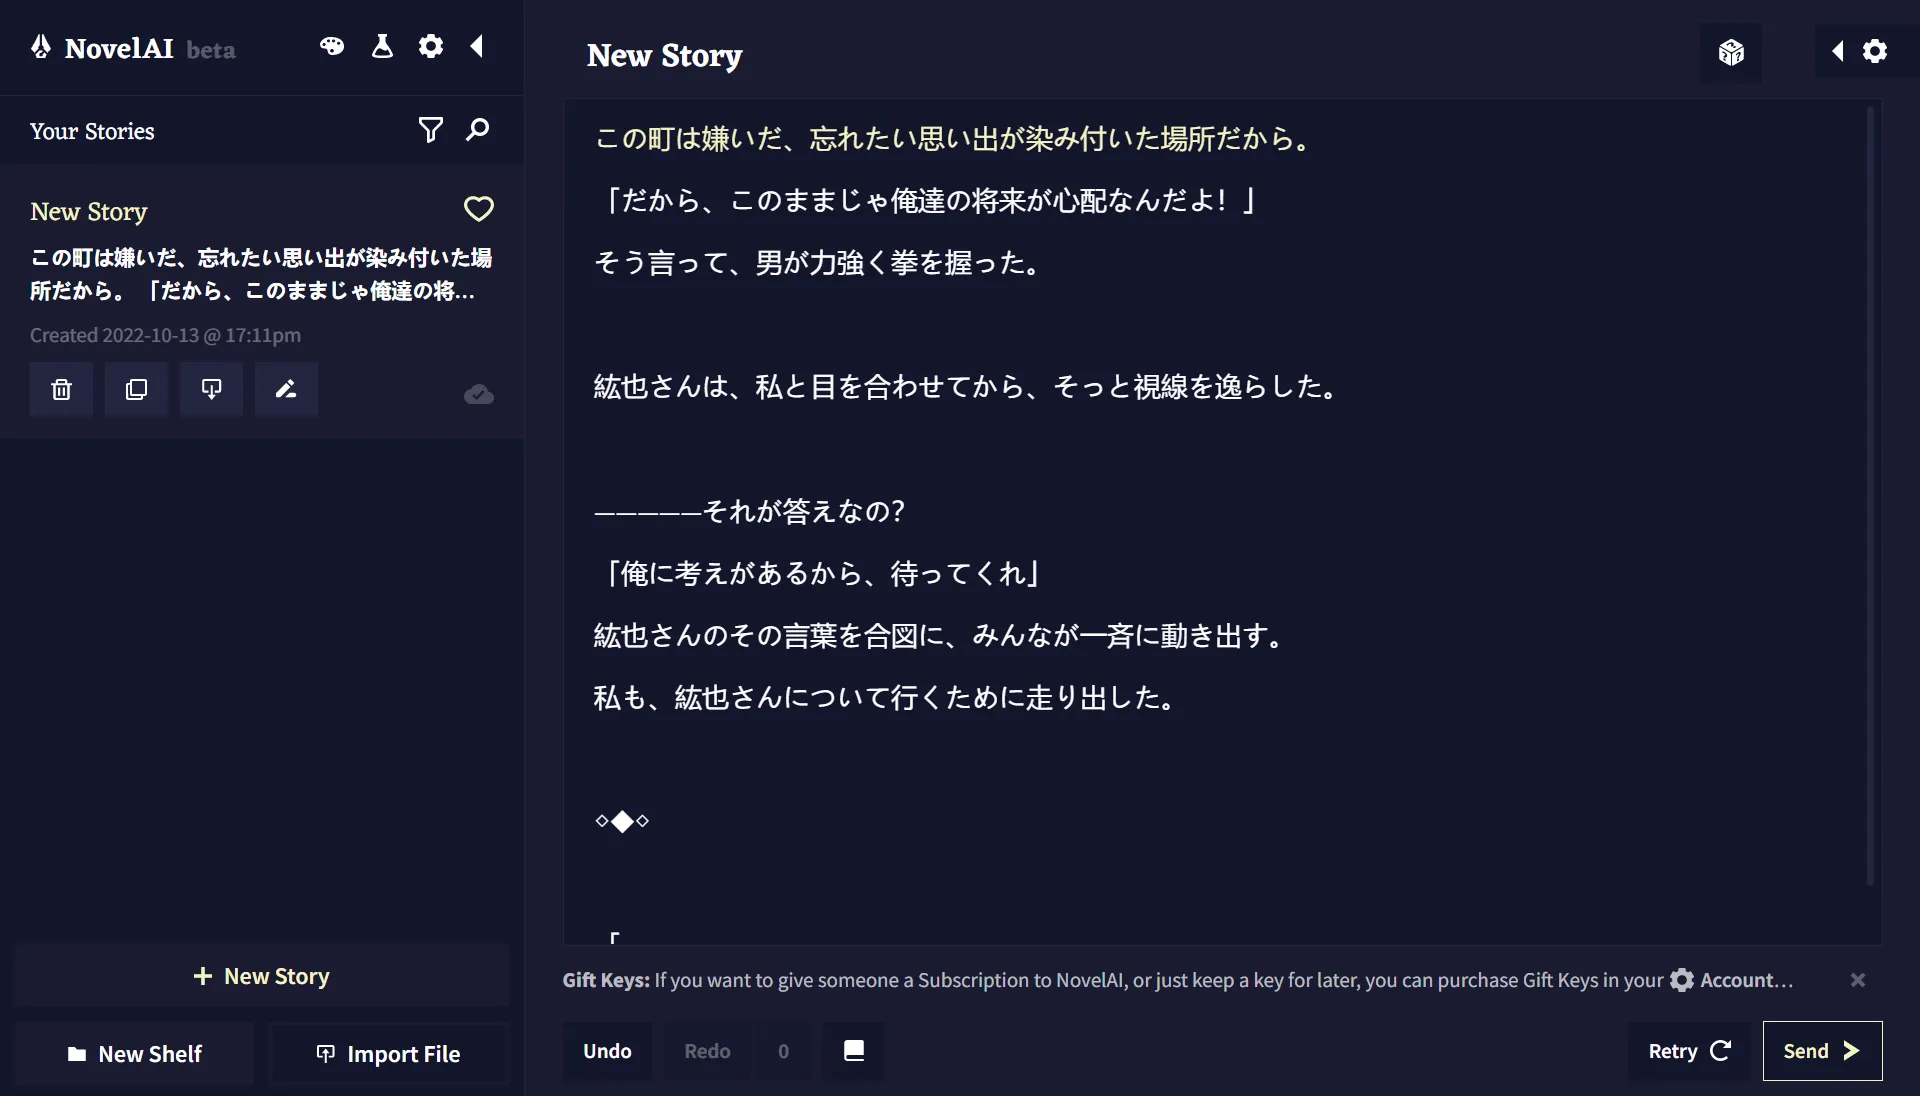 NovelAI beta
Your Stories
New Story
この町は嫌いだ、忘れたい思い出が染み付いた場
所だから。 「だから、このままじゃ俺達の将…
Created 2022-10-13 @ 17:11pm
New Story
New Shelf
Import File
New Story
この町は嫌いだ、忘れたい思い出が染み付いた場所だから。
「だから、このままじゃ俺達の将来が心配なんだよ！」
そう言って、男が力強く拳を握った。
紘也さんは、私と目を合わせてから、そっと視線を逸らした。
—————それが答えなの？
「俺に考えがあるから、待ってくれ」
紘也さんのその言葉を合図に、みんなが一斉に動き出す。
私も、紘也さんについて行くために走り出した。
◇◆◇
「
Gift Keys: If you want to give someone a Subscription to NovelAI, or just keep a key for later, you can purchase Gift Keys in your Account…
Undo
Redo
0
Retry
Send